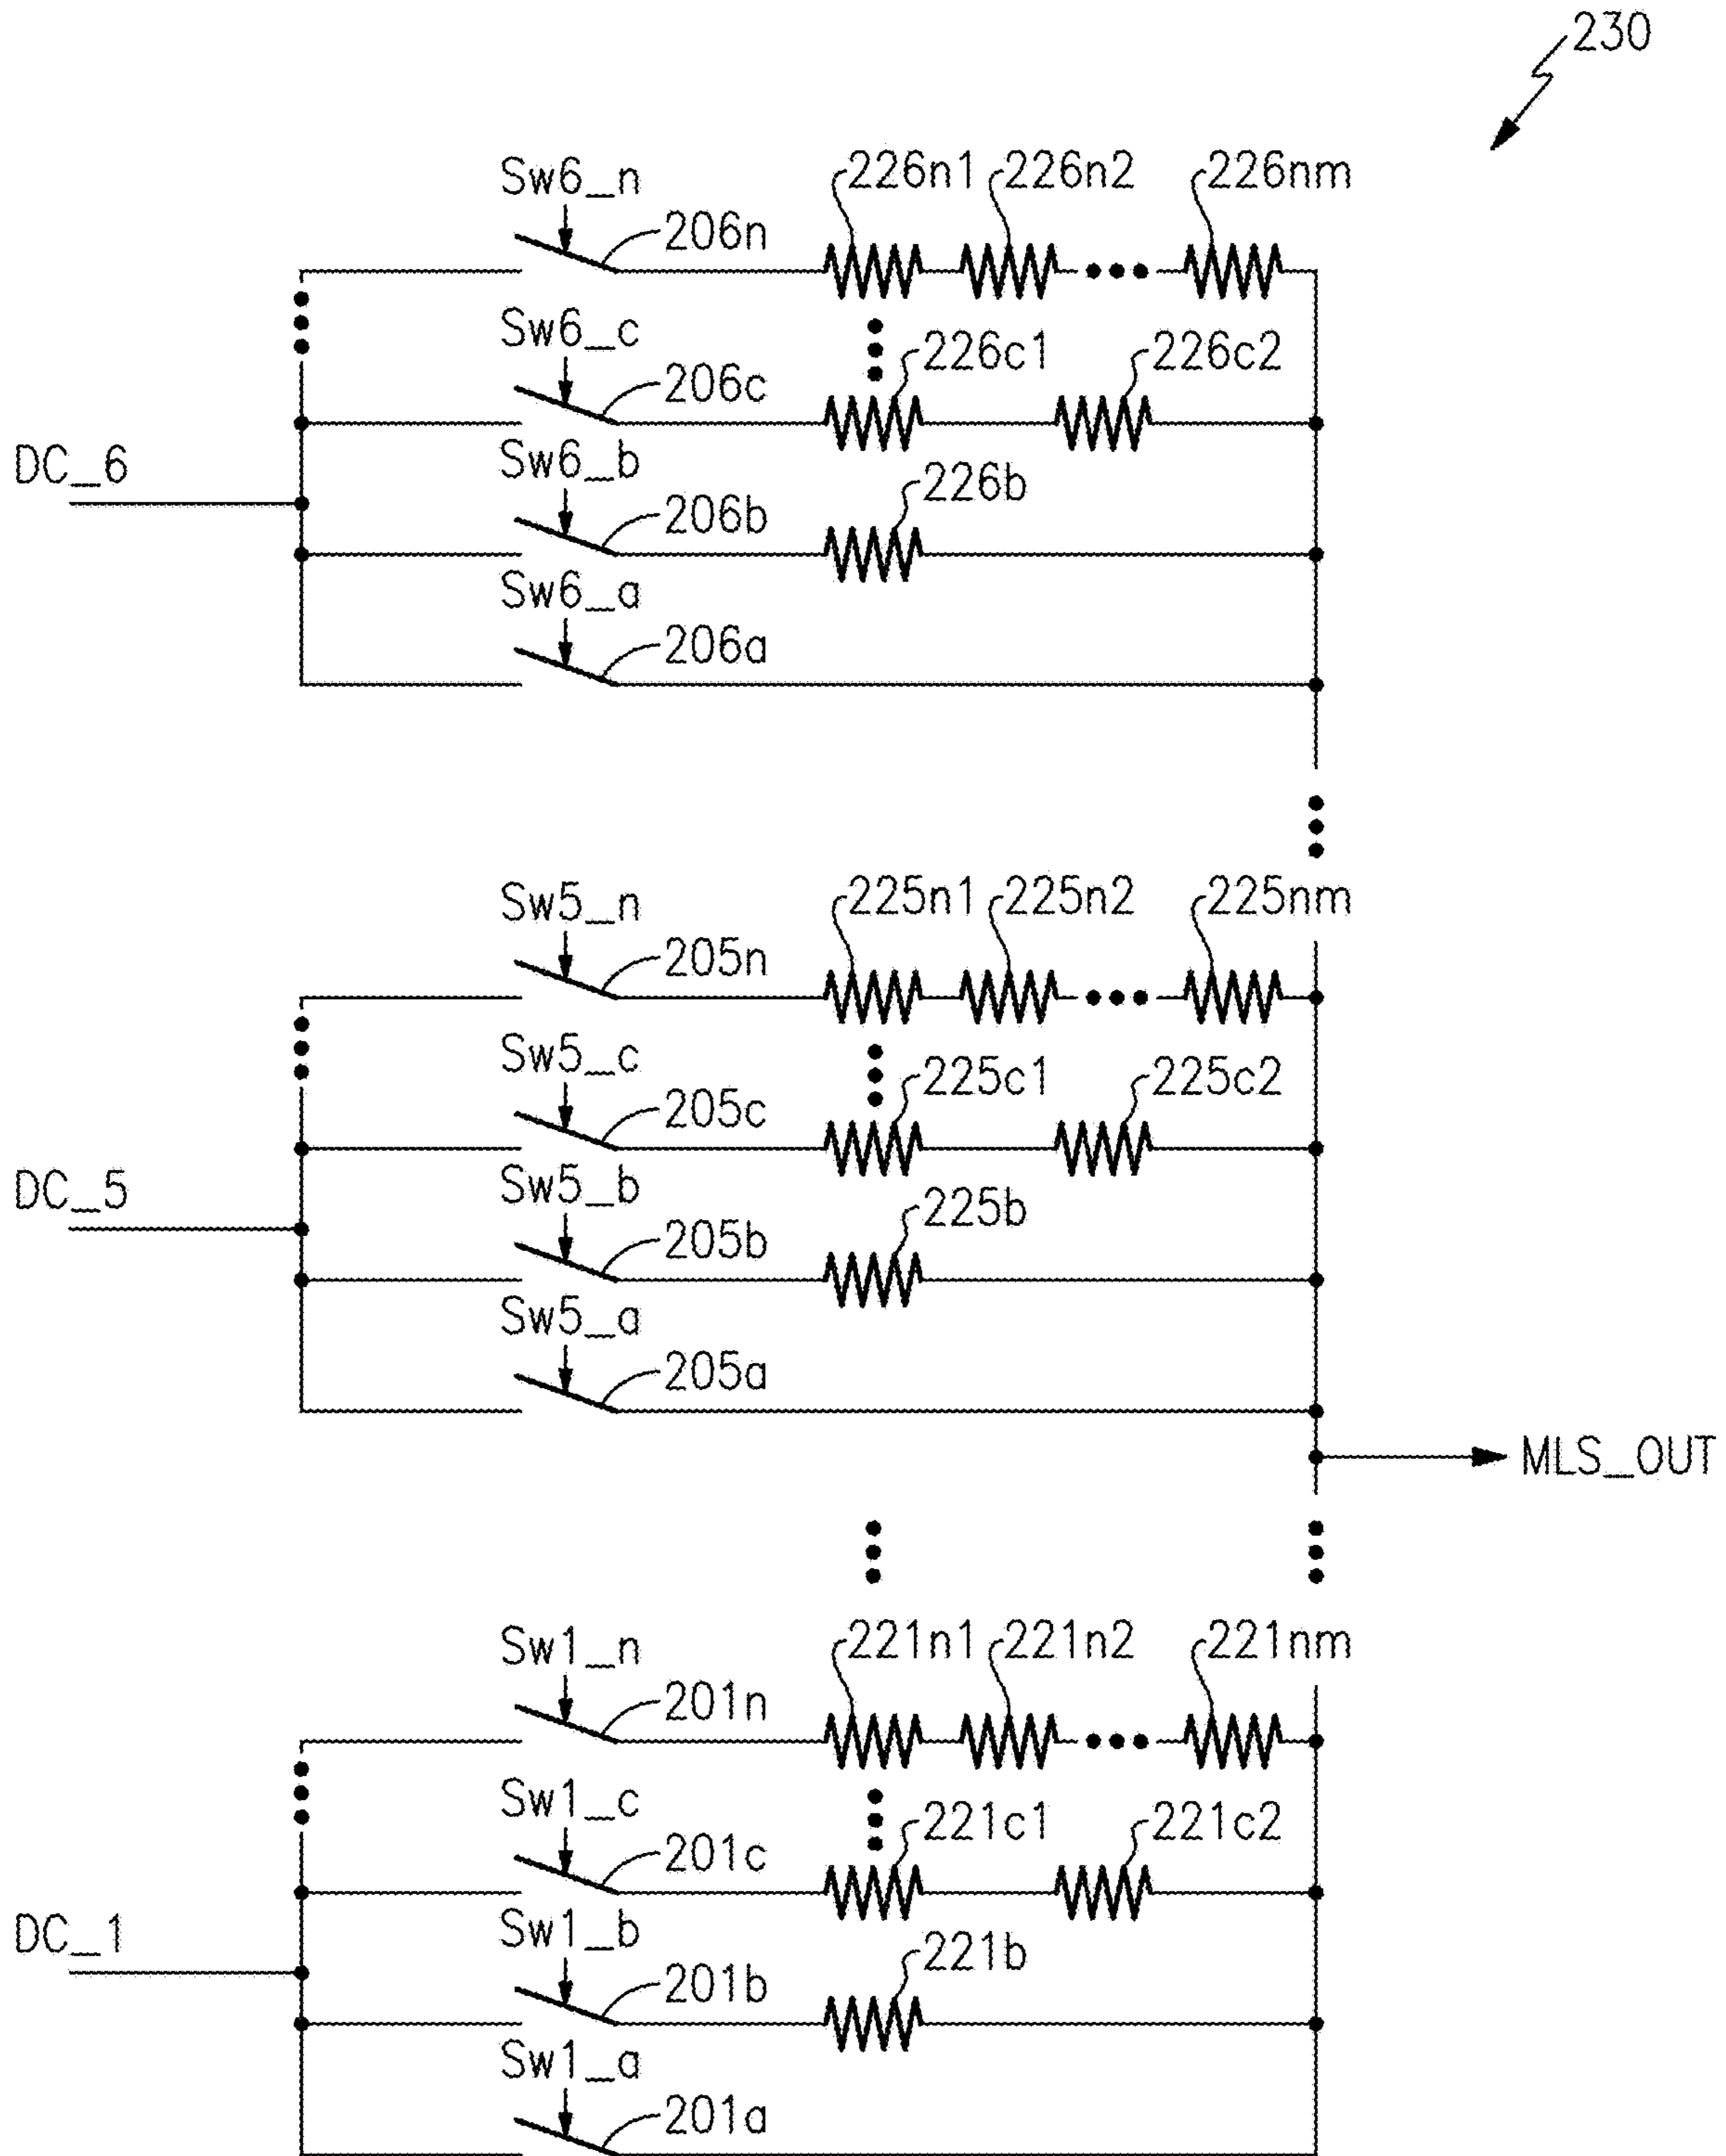 230
226n1 226n2 226nm
Sw6_n
206n
Sw6_c
226c1 226c2
206c
DC_6
Sw6_b
226b
206b
Sw6_a
206a
225n1 225n2 225nm
Sw5_n
205n
Sw5_c
225c1 225c2
205c
DC_5
Sw5_b
225b
205b
Sw5_a
205a
MLS_OUT
221n1 221n2 221nm
Sw1_n
201n
Sw1_c
221c1 221c2
201c
DC_1
Sw1_b
221b
201b
Sw1_a
201a